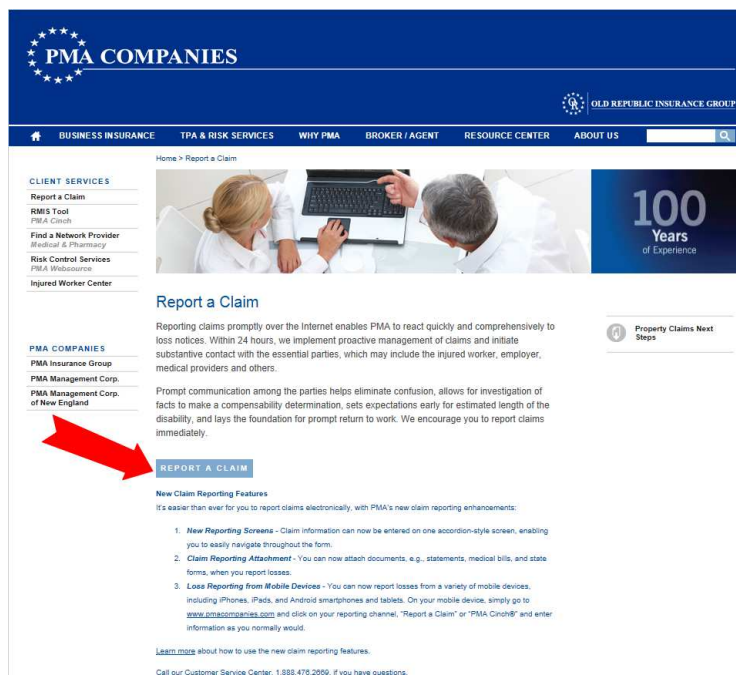 PMA COMPANIES
OLD REPUBLIC INSURANCE GROUP
BUSINESS INSURANCE TPA & RISK SERVICES WHY PMA BROKER / AGENT RESOURCE CENTER ABOUT US
Home > Report a Claim
CLIENT SERVICES
Report a Claim
RMIS Tool
PMA Cinch
Find a Network Provider
Medical & Pharmacy
Risk Control Services
PMA Websource
Injured Worker Center
PMA COMPANIES
PMA Insurance Group
PMA Management Corp.
PMA Management Corp.
of New England
100
Years
of Experience
Report a Claim
Reporting claims promptly over the Internet enables PMA to react quickly and comprehensively to
loss notices. Within 24 hours, we implement proactive management of claims and initiate
substantive contact with the essential parties, which may include the injured worker, employer,
medical providers and others.
Prompt communication among the parties helps eliminate confusion, allows for investigation of
facts to make a compensability determination, sets expectations early for estimated length of the
disability, and lays the foundation for prompt return to work. We encourage you to report claims
immediately.
REPORT A CLAIM
New Claim Reporting Features
It's easier than ever for you to report claims electronically, with PMA's new claim reporting enhancements:
1. New Reporting Screens - Claim information can now be entered on one accordion-style screen, enabling
you to easily navigate throughout the form.
2. Claim Reporting Attachment - You can now attach documents, e.g., statements, medical bills, and state
forms, when you report losses.
3. Loss Reporting from Mobile Devices - You can now report losses from a variety of mobile devices,
including iPhones, iPads, and Android smartphones and tablets. On your mobile device, simply go to
www.pmacompanies.com and click on your reporting channel, "Report a Claim" or "PMA Cinch®" and enter
information as you normally would.
Learn more about how to use the new claim reporting features.
Call our Customer Service Center, 1.888.476.2669, if you have questions.
Property Claims Next
Steps